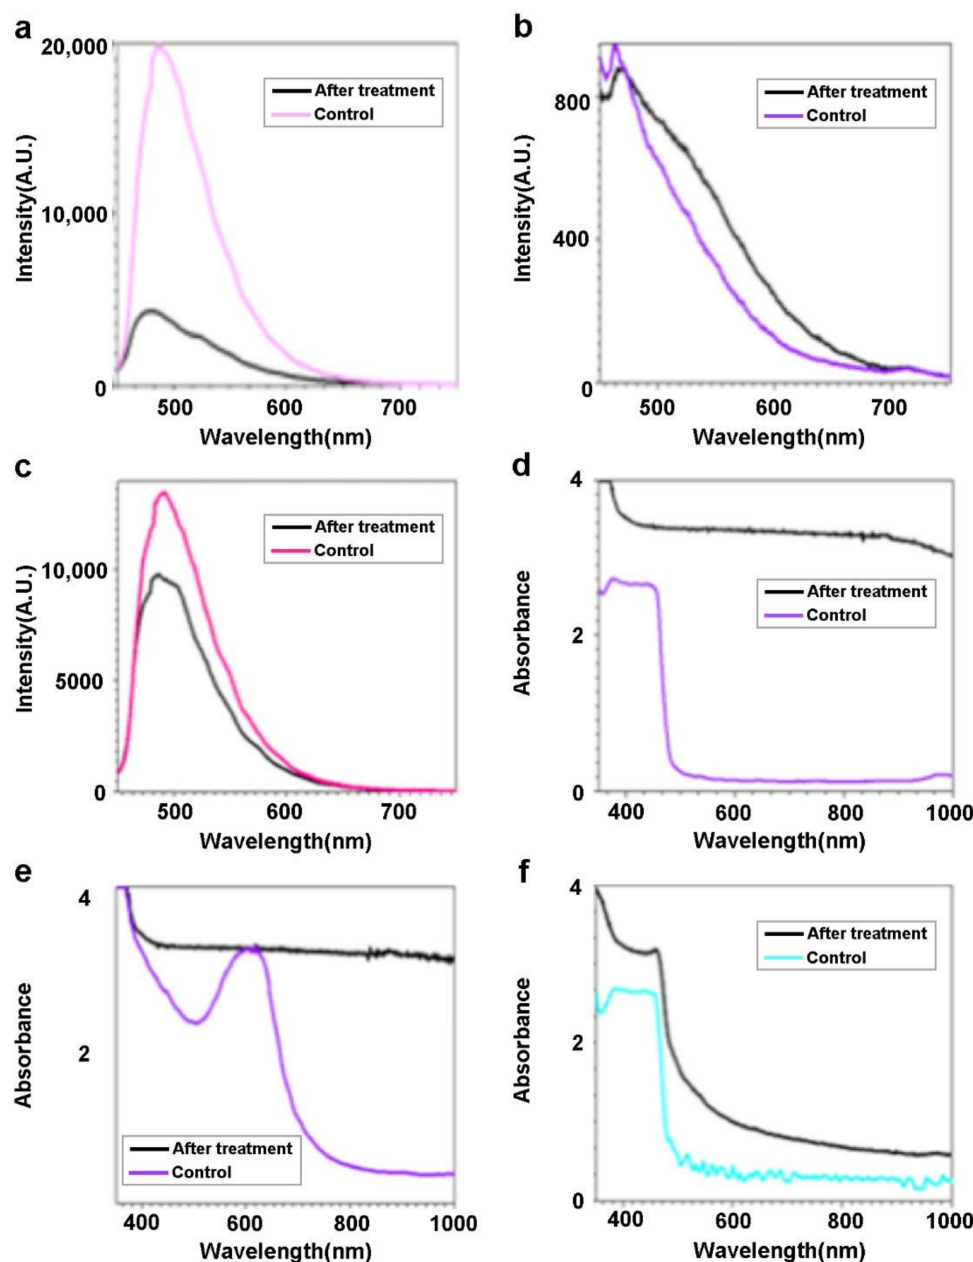 a
20,000
10,000
0
Intensity(A.U.)
After treatment
Control
500 600 700
Wavelength(nm)
b
800
400
0
Intensity(A.U.)
After treatment
Control
500 600 700
Wavelength(nm)
c
10,000
5000
0
Intensity(A.U.)
After treatment
Control
500 600 700
Wavelength(nm)
d
4
2
0
Absorbance
After treatment
Control
400 600 800 1000
Wavelength(nm)
e
4
2
Absorbance
After treatment
Control
400 600 800 1000
Wavelength(nm)
f
4
2
0
Absorbance
After treatment
Control
400 600 800 1000
Wavelength(nm)